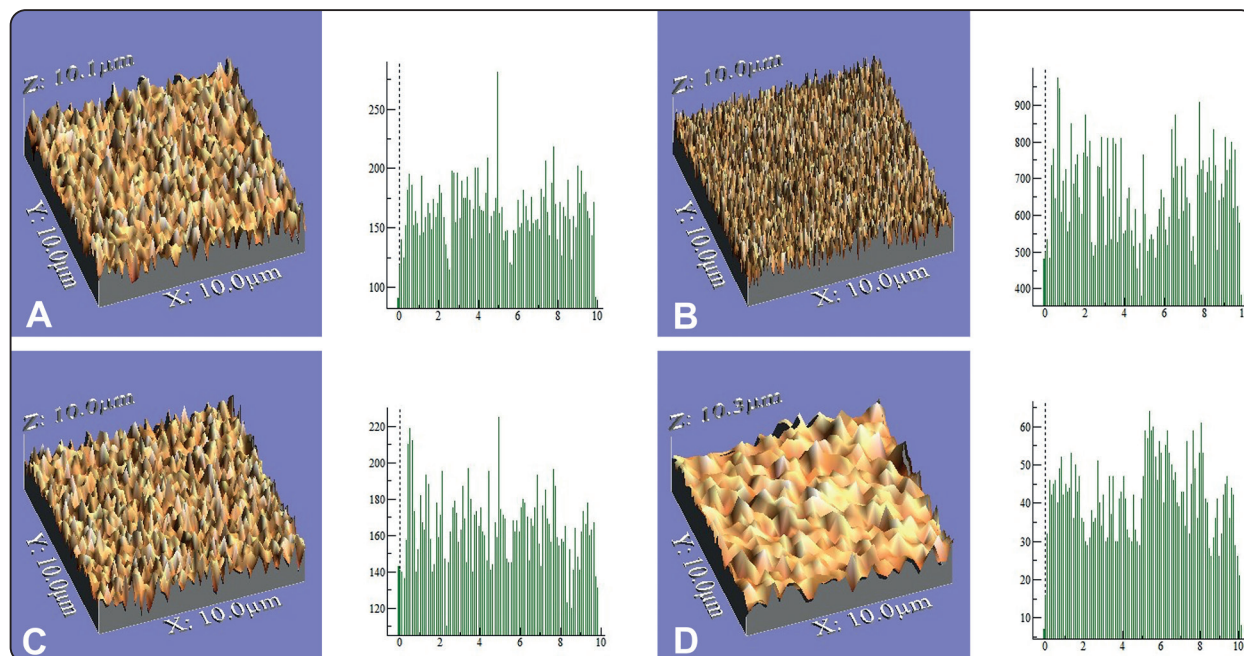 Z: 10.1µm
Y: 10.0µm
X: 10.0µm
A
250
200
150
100
0 2 4 6 8 10
Z: 10.0µm
Y: 10.0µm
X: 10.0µm
B
900
800
700
600
500
400
0 2 4 6 8 1
Z: 10.0µm
Y: 10.0µm
X: 10.0µm
C
220
200
180
160
140
120
0 2 4 6 8 10
Z: 10.3µm
Y: 10.0µm
X: 10.0µm
D
60
50
40
30
20
10
0 2 4 6 8 10